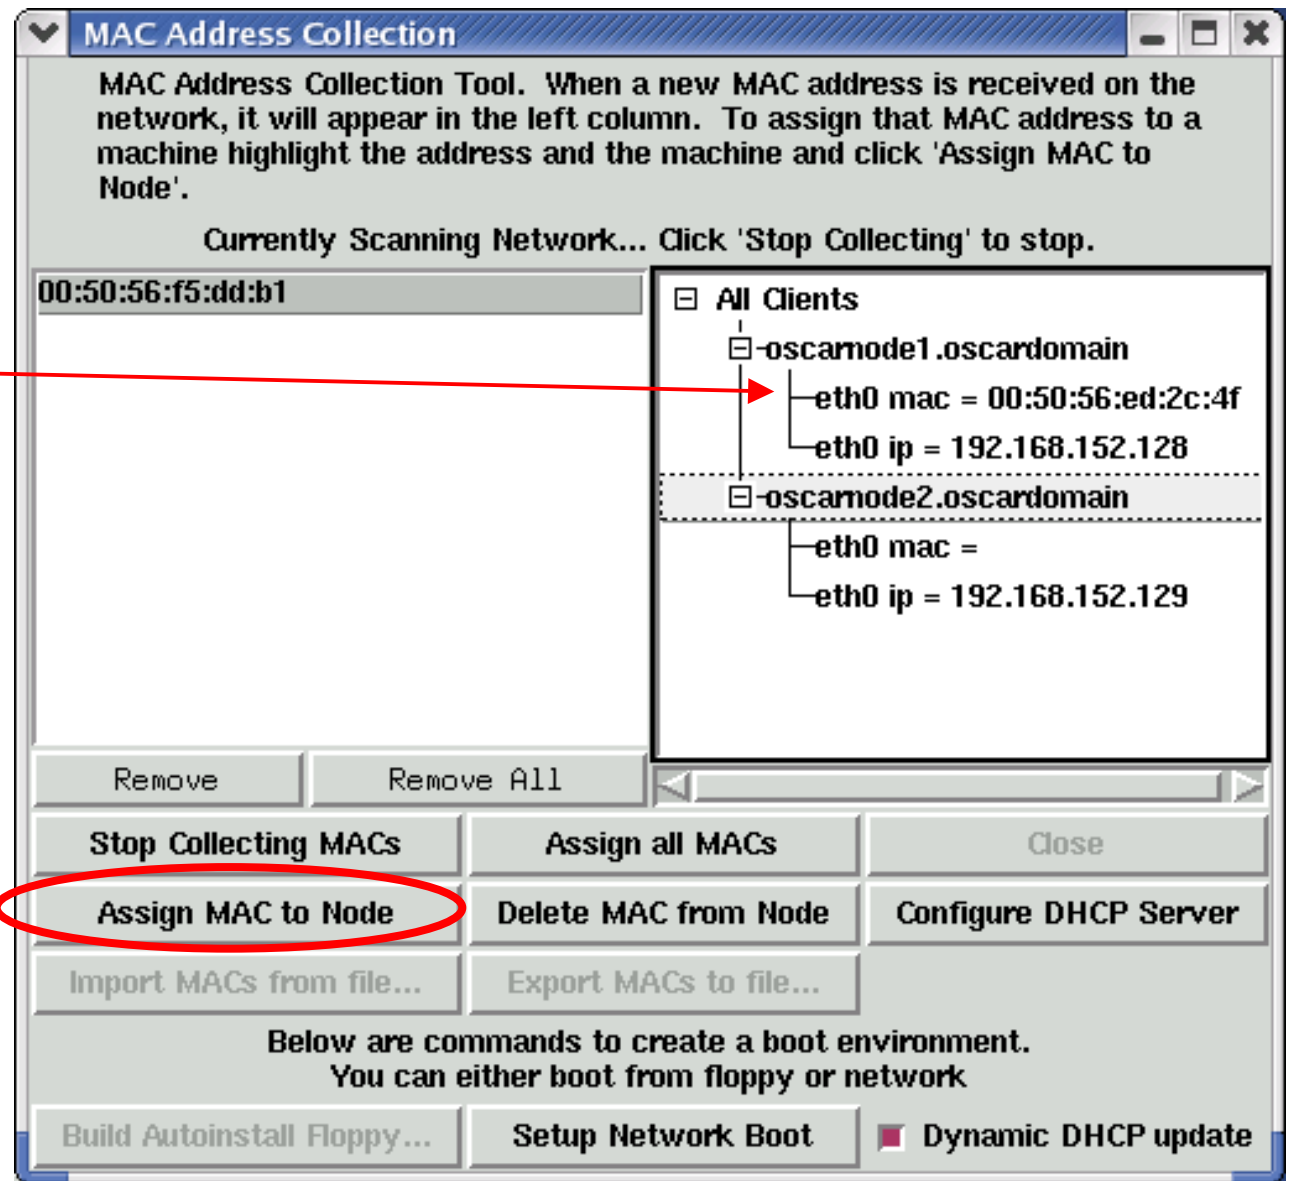 MAC Address Collection
MAC Address Collection Tool.  When a new MAC address is received on the
network, it will appear in the left column.  To assign that MAC address to a
machine highlight the address and the machine and click 'Assign MAC to
Node'.
Currently Scanning Network... Click 'Stop Collecting' to stop.
00:50:56:f5:dd:b1
All Clients
oscarnode1.oscardomain
eth0 mac = 00:50:56:ed:2c:4f
eth0 ip = 192.168.152.128
oscarnode2.oscardomain
eth0 mac =
eth0 ip = 192.168.152.129
Remove Remove All
Stop Collecting MACs Assign all MACs Close
Assign MAC to Node Delete MAC from Node Configure DHCP Server
Import MACs from file... Export MACs to file...
Below are commands to create a boot environment.
You can either boot from floppy or network
Build Autoinstall Floppy... Setup Network Boot Dynamic DHCP update